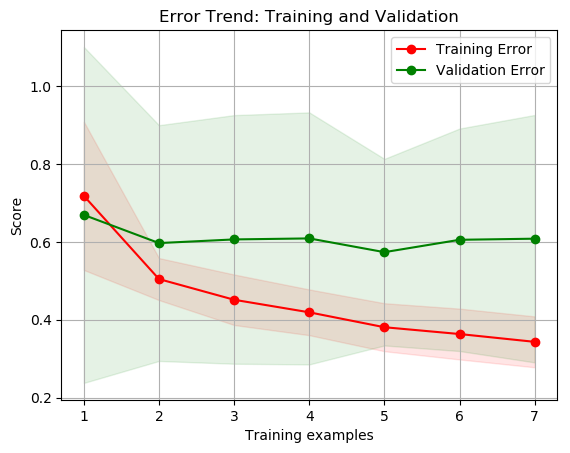 Error Trend: Training and Validation
Training Error
Validation Error
1.0
0.8
0.6
0.4
0.2
Score
1 2 3 4 5 6 7
Training examples